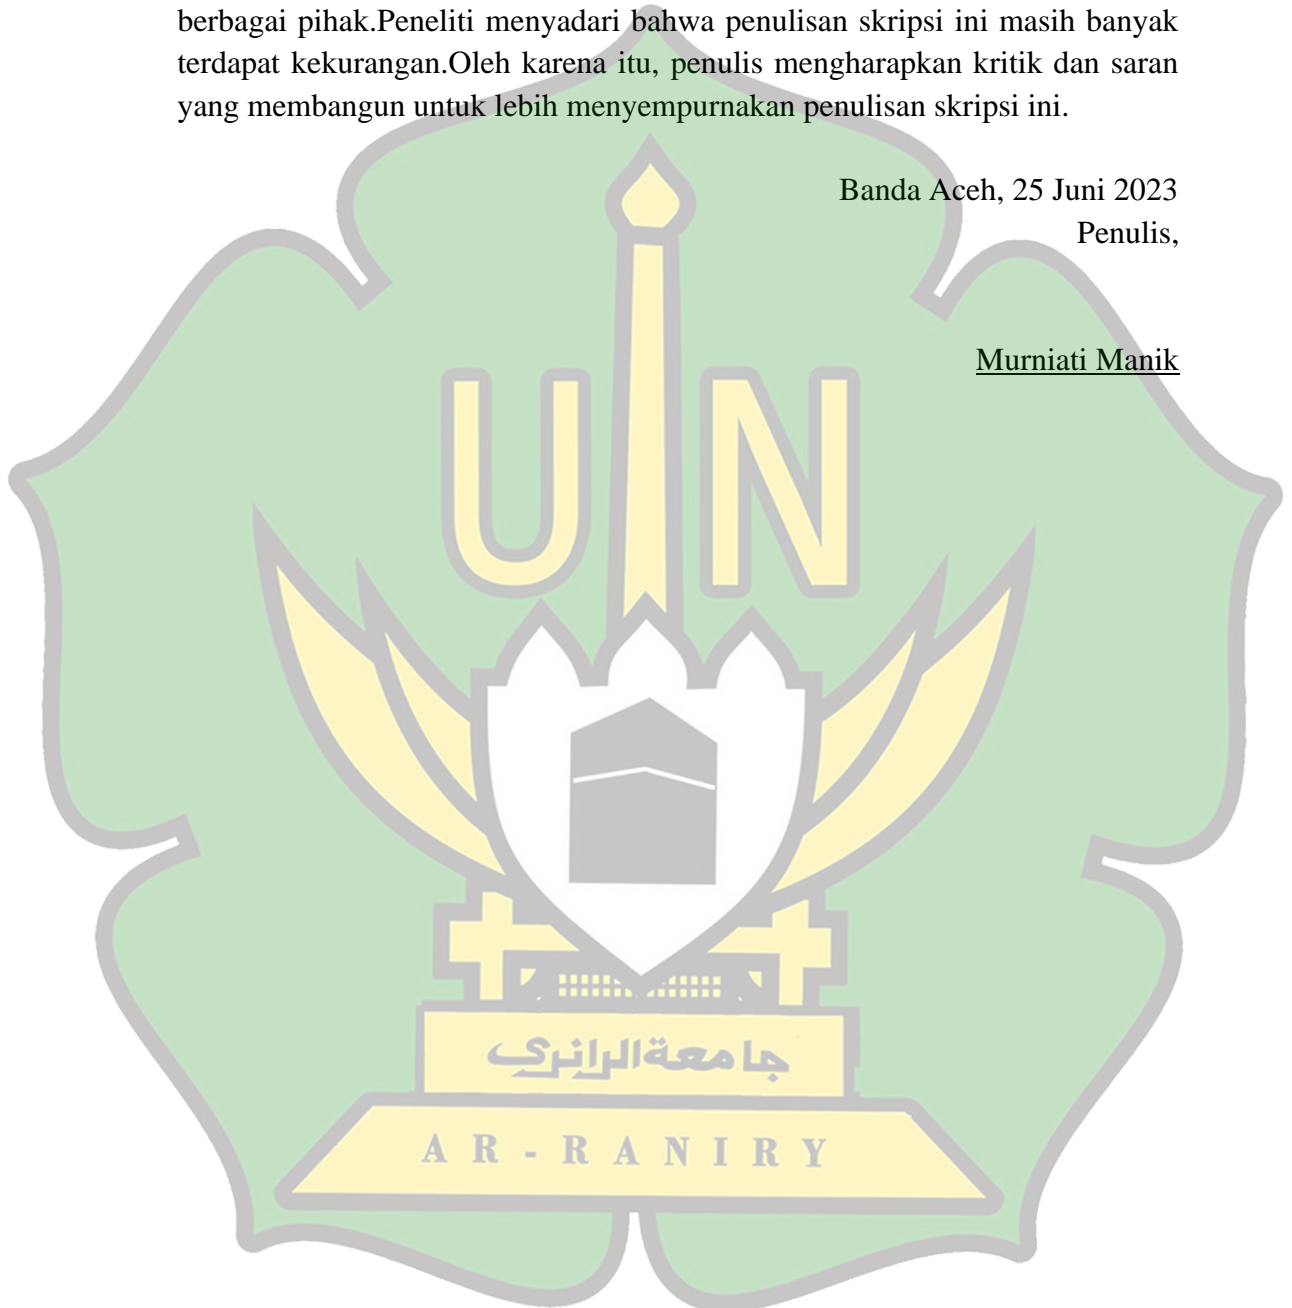 berbagai pihak.Peneliti menyadari bahwa penulisan skripsi ini masih banyak
terdapat kekurangan.Oleh karena itu, penulis mengharapkan kritik dan saran
yang membangun untuk lebih menyempurnakan penulisan skripsi ini.
Banda Aceh, 25 Juni 2023
Penulis,
Murniati Manik
UIN
جامعة الرانري
AR-RANIRY